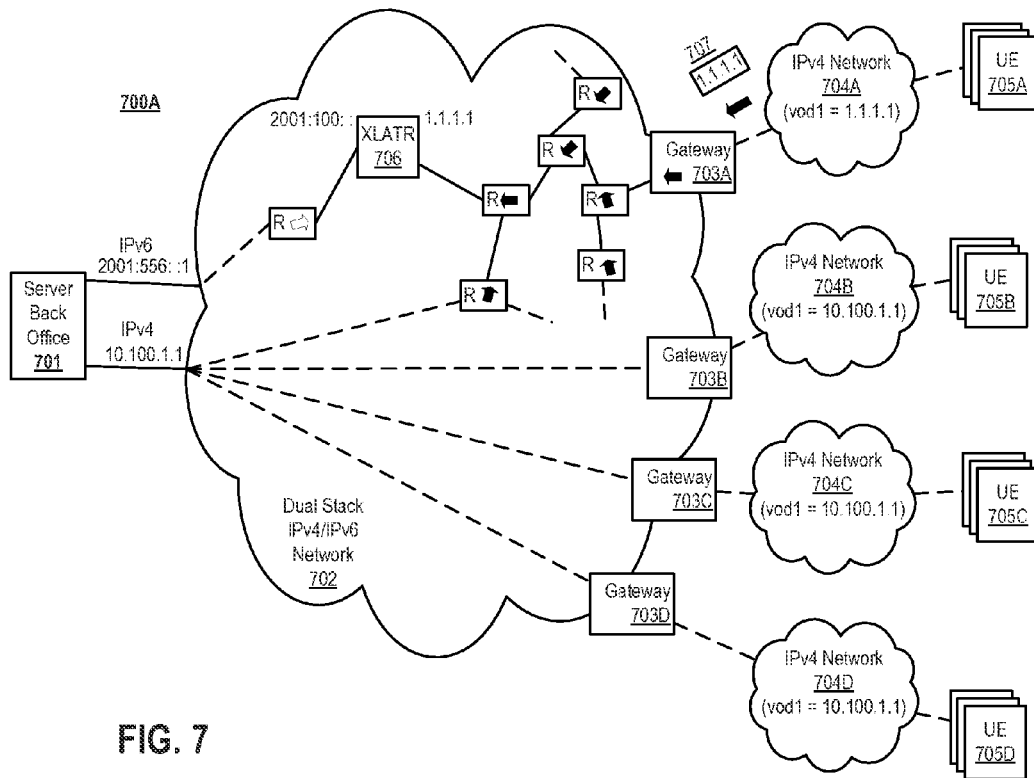 700A
2001:100: :
1.1.1.1
XLATR
706
R
R
R
R
R
R
R
707
1.1.1.1
Gateway
703A
IPv4 Network
704A
(vod1 = 1.1.1.1)
UE
705A
IPv6
2001:556: :1
Server
Back
Office
701
IPv4
10.100.1.1
Gateway
703B
IPv4 Network
704B
(vod1 = 10.100.1.1)
UE
705B
Dual Stack
IPv4/IPv6
Network
702
Gateway
703C
IPv4 Network
704C
(vod1 = 10.100.1.1)
UE
705C
Gateway
703D
IPv4 Network
704D
(vod1 = 10.100.1.1)
UE
705D
FIG. 7